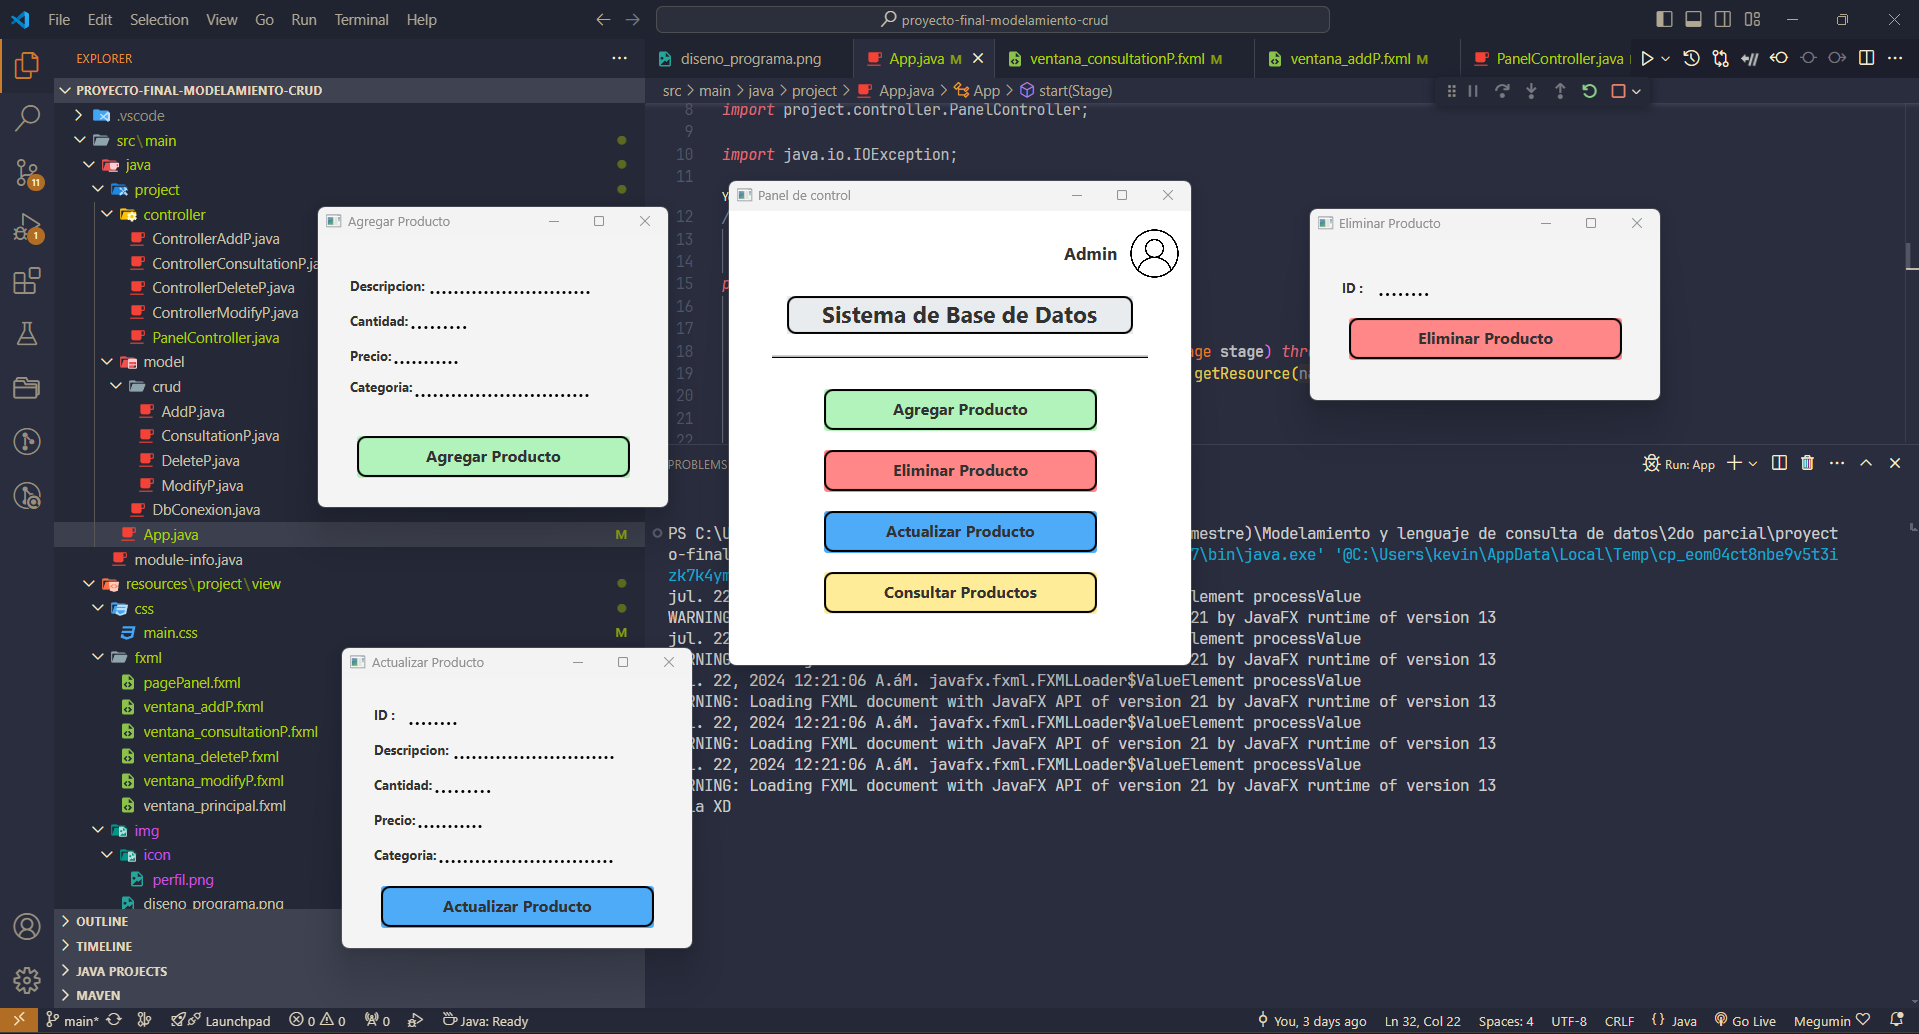 File Edit Selection View Go Run Terminal Help
proyecto-final-modelamiento-crud
EXPLORER
PROYECTO-FINAL-MODELAMIENTO-CRUD
.vscode
src\main
java
project
controller
ControllerAddP.java
ControllerConsultationP.ja
ControllerDeleteP.java
ControllerModifyP.java
PanelController.java
model
crud
AddP.java
ConsultationP.java
DeleteP.java
ModifyP.java
DbConexion.java
App.java M
module-info.java
resources\project\view
css
main.css M
fxml
pagePanel.fxml
ventana_addP.fxml
ventana_consultationP.fxml
ventana_deleteP.fxml
ventana_modifyP.fxml
ventana_principal.fxml
img
icon
perfil.png
diseno_programa.png
OUTLINE
TIMELINE
JAVA PROJECTS
MAVEN
11
1
diseno_programa.png
App.java M
ventana_consultationP.fxml M
ventana_addP.fxml M
PanelController.java
src > main > java > project > App.java > App > start(Stage)
8 import project.controller.PanelController;
9
10 import java.io.IOException;
11
12
13
14
15
16
17
18 ge stage) thr
19 getResource(na
20
21
22
Agregar Producto
Descripcion: ............................
Cantidad: .........
Precio: ...........
Categoria: ..............................
Agregar Producto
Panel de control
Admin
Sistema de Base de Datos
Agregar Producto
Eliminar Producto
Actualizar Producto
Consultar Productos
Eliminar Producto
ID : ........
Eliminar Producto
Actualizar Producto
ID : ........
Descripcion: ............................
Cantidad: .........
Precio: ...........
Categoria: ..............................
Actualizar Producto
PROBLEMS
Run: App
PS C:\U mestre)\Modelamiento y lenguaje de consulta de datos\2do parcial\proyect
o-final 7\bin\java.exe' '@C:\Users\kevin\AppData\Local\Temp\cp_eom04ct8nbe9v5t3i
zk7k4ym
jul. 22 lement processValue
WARNING 21 by JavaFX runtime of version 13
jul. 22 lement processValue
RNING 21 by JavaFX runtime of version 13
. 22, 2024 12:21:06 A.áM. javafx.fxml.FXMLLoader$ValueElement processValue
RNING: Loading FXML document with JavaFX API of version 21 by JavaFX runtime of version 13
. 22, 2024 12:21:06 A.áM. javafx.fxml.FXMLLoader$ValueElement processValue
RNING: Loading FXML document with JavaFX API of version 21 by JavaFX runtime of version 13
. 22, 2024 12:21:06 A.áM. javafx.fxml.FXMLLoader$ValueElement processValue
RNING: Loading FXML document with JavaFX API of version 21 by JavaFX runtime of version 13
la XD
main* Launchpad 0 0 0 Java: Ready
You, 3 days ago Ln 32, Col 22 Spaces: 4 UTF-8 CRLF {} Java Go Live Megumin